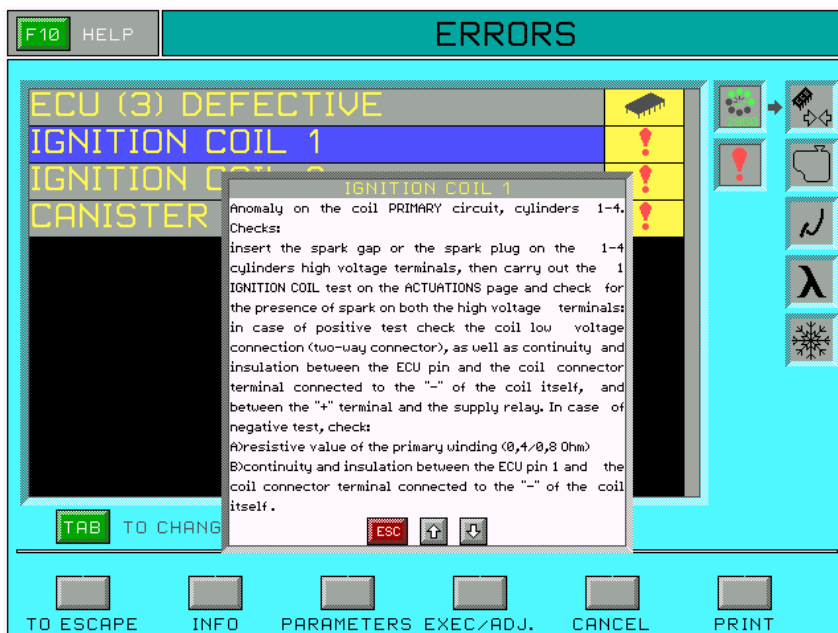 F10 HELP
ERRORS
ECU (3) DEFECTIVE
IGNITION COIL 1
IGNITION C
CANISTER
2950
IGNITION COIL 1
Anomaly on the coil PRIMARY circuit, cylinders 1-4.
Checks:
insert the spark gap or the spark plug on the 1-4
cylinders high voltage terminals, then carry out the 1
IGNITION COIL test on the ACTUATIONS page and check for
the presence of spark on both the high voltage terminals:
in case of positive test check the coil low voltage
connection (two-way connector), as well as continuity and
insulation between the ECU pin and the coil connector
terminal connected to the "-" of the coil itself, and
between the "+" terminal and the supply relay. In case of
negative test, check:
A)resistive value of the primary winding (0,4/0,8 Ohm)
B)continuity and insulation between the ECU pin 1 and the
coil connector terminal connected to the "-" of the coil
itself.
ESC
λ
TAB TO CHANG
TO ESCAPE INFO PARAMETERS EXEC/ADJ. CANCEL PRINT